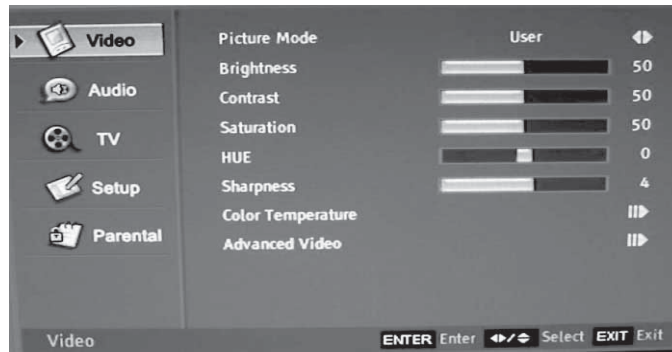 Video
Audio
TV
Setup
Parental
Picture Mode User
Brightness 50
Contrast 50
Saturation 50
HUE 0
Sharpness 4
Color Temperature
Advanced Video
Video ENTER Enter Select EXIT Exit